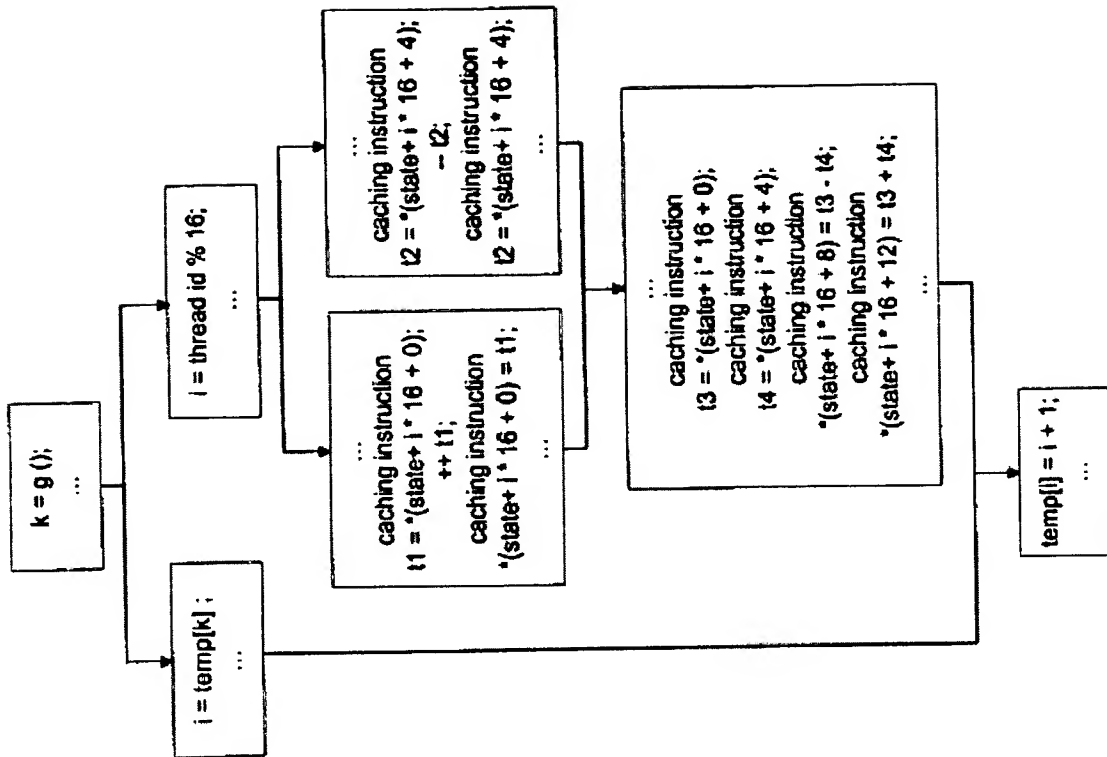 k = g ();
...
i = temp[k] ;
...
i = thread id % 16;
...
...
caching instruction
t1 = *(state+ i * 16 + 0);
++ t1;
caching instruction
*(state+ i * 16 + 0) = t1;
...
...
caching instruction
t2 = *(state+ i * 16 + 4);
-- t2;
caching instruction
t2 = *(state+ i * 16 + 4);
...
...
caching instruction
t3 = *(state+ i * 16 + 0);
caching instruction
t4 = *(state+ i * 16 + 4);
caching instruction
*(state+ i * 16 + 8) = t3 - t4;
caching instruction
*(state+ i * 16 + 12) = t3 + t4;
...
temp[i] = i + 1;
...